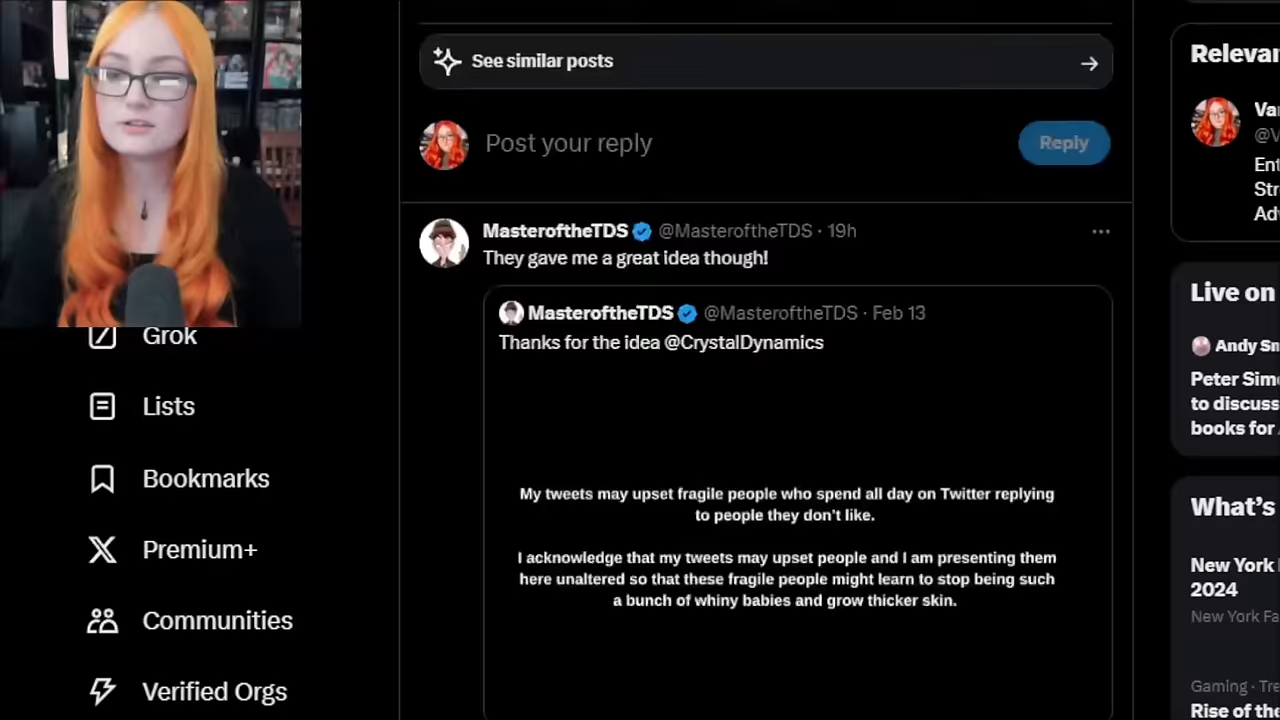 See similar posts
Post your reply
Reply
MasteroftheTDS @MasteroftheTDS · 19h
They gave me a great idea though!
MasteroftheTDS @MasteroftheTDS · Feb 13
Thanks for the idea @CrystalDynamics
My tweets may upset fragile people who spend all day on Twitter replying
to people they don't like.
I acknowledge that my tweets may upset people and I am presenting them
here unaltered so that these fragile people might learn to stop being such
a bunch of whiny babies and grow thicker skin.
Grok
Lists
Bookmarks
Premium+
Communities
Verified Orgs
Relevan
Va
@V
Ent
Str
Ad
Live on
Andy Sn
Peter Sim
to discuss
books for
What's
New York
2024
New York Fa
Gaming · Tre
Rise of the